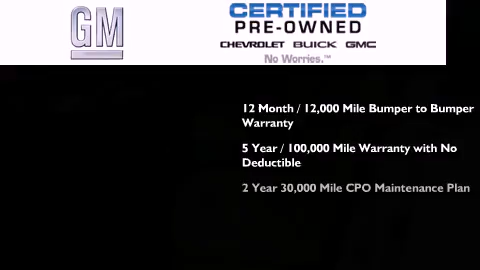 GM
CERTIFIED
PRE-OWNED
CHEVROLET BUICK GMC
No Worries.™
12 Month / 12,000 Mile Bumper to Bumper
Warranty
5 Year / 100,000 Mile Warranty with No
Deductible
2 Year 30,000 Mile CPO Maintenance Plan